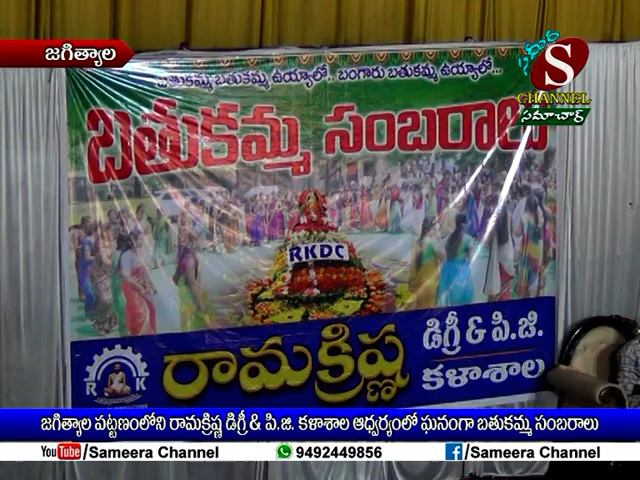 జగిత్యాల
సమీర
S
CHANNEL
సమాచార్
బతుకమ్మ బతుకమ్మ ఉయ్యాలో.. బంగారు బతుకమ్మ ఉయ్యాలో...
బతుకమ్మ సంబరాలు
RKDC
R K
రామక్రిష్ణ
డిగ్రీ & పి.జి.
కళాశాల
జగిత్యాల పట్టణంలోని రామక్రిష్ణ డిగ్రీ & పి.జి. కళాశాల ఆధ్వర్యంలో ఘనంగా బతుకమ్మ సంబరాలు
YouTube /Sameera Channel 9492449856 f /Sameera Channel